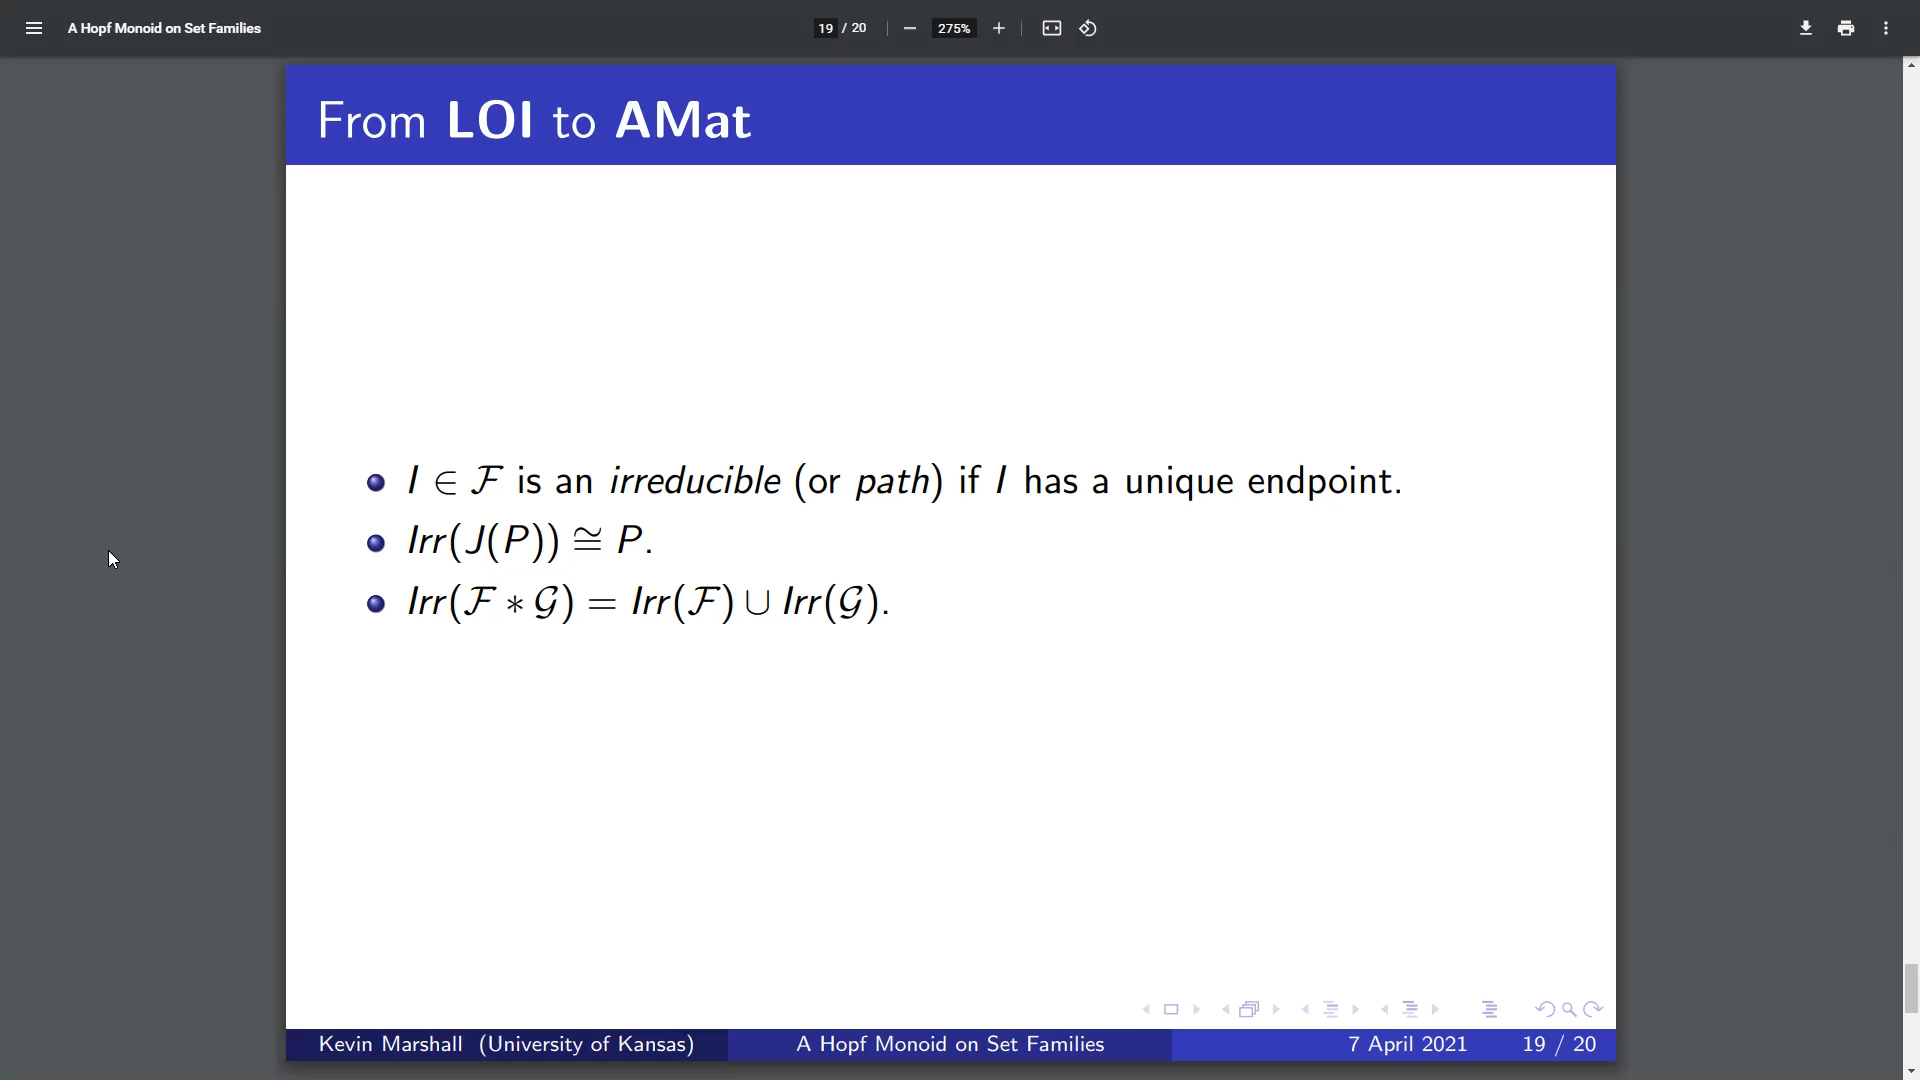 A Hopf Monoid on Set Families
19 / 20
275%
From LOI to AMat
I ∈ ℱ is an irreducible (or path) if I has a unique endpoint.
Irr(J(P)) ≅ P.
Irr(ℱ ∗ 𝒢) = Irr(ℱ) ∪ Irr(𝒢).
Kevin Marshall (University of Kansas)
A Hopf Monoid on Set Families
7 April 2021
19 / 20